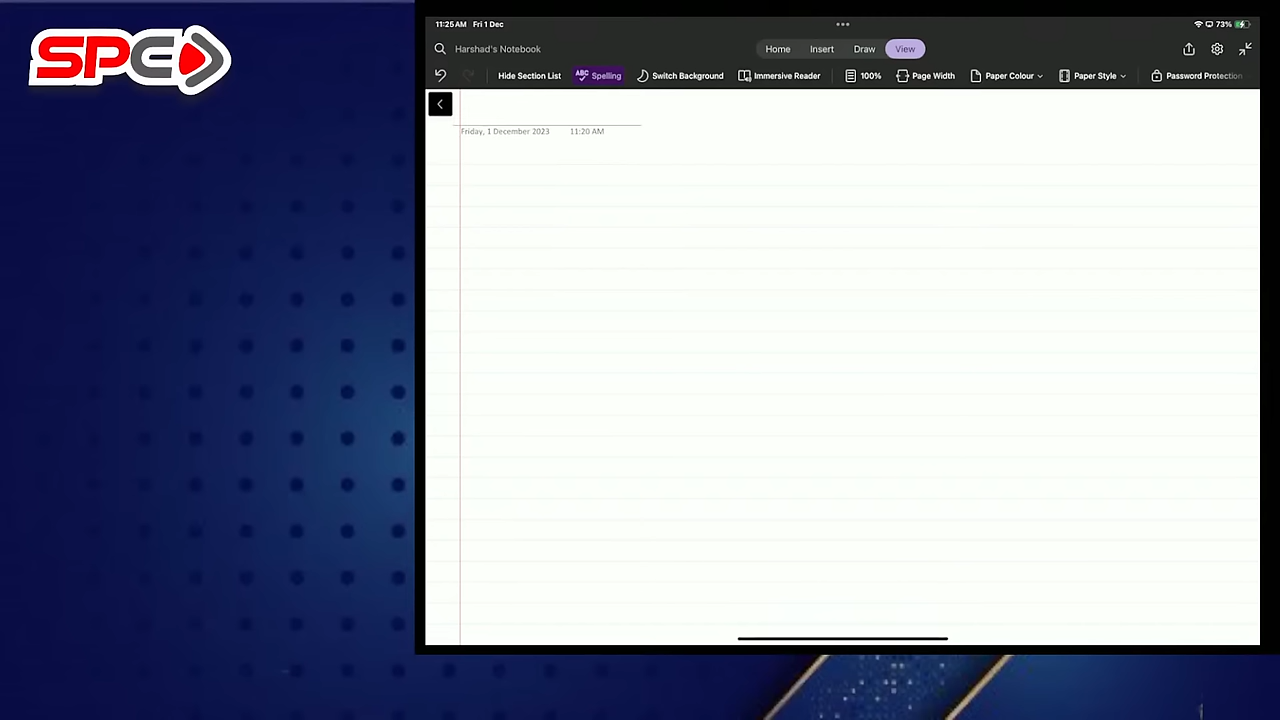 SPE
11:25 AM Fri 1 Dec
73%
Harshad's Notebook
Home Insert Draw View
Hide Section List ABC Spelling Switch Background Immersive Reader 100% Page Width Paper Colour Paper Style Password Protection
Friday, 1 December 2023 11:20 AM